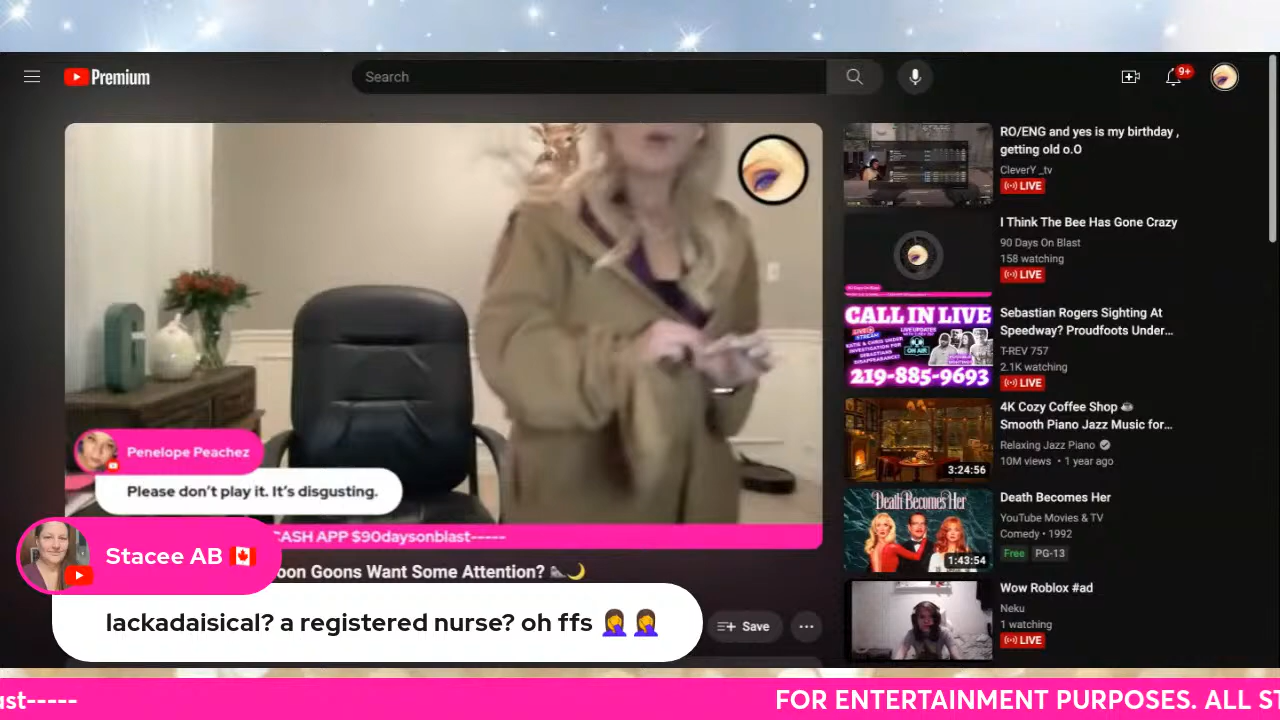 Premium
Search
9+
RO/ENG and yes is my birthday ,
getting old o.O
CleverY _tv
LIVE
I Think The Bee Has Gone Crazy
90 Days On Blast
158 watching
LIVE
CALL IN LIVE
219-885-9693
Sebastian Rogers Sighting At
Speedway? Proudfoots Under...
T-REV 757
2.1K watching
LIVE
4K Cozy Coffee Shop ☕
Smooth Piano Jazz Music for...
Relaxing Jazz Piano
10M views • 1 year ago
3:24:56
Death Becomes Her
Death Becomes Her
YouTube Movies & TV
Comedy • 1992
Free PG-13
1:43:54
Wow Roblox #ad
Neku
1 watching
LIVE
Penelope Peachez
Please don't play it. It's disgusting.
CASH APP $90daysonblast-----
oon Goons Want Some Attention?
Save
Stacee AB 🇨🇦
lackadaisical? a registered nurse? oh ffs 🤦‍♀️🤦‍♀️
ast-----
FOR ENTERTAINMENT PURPOSES. ALL ST